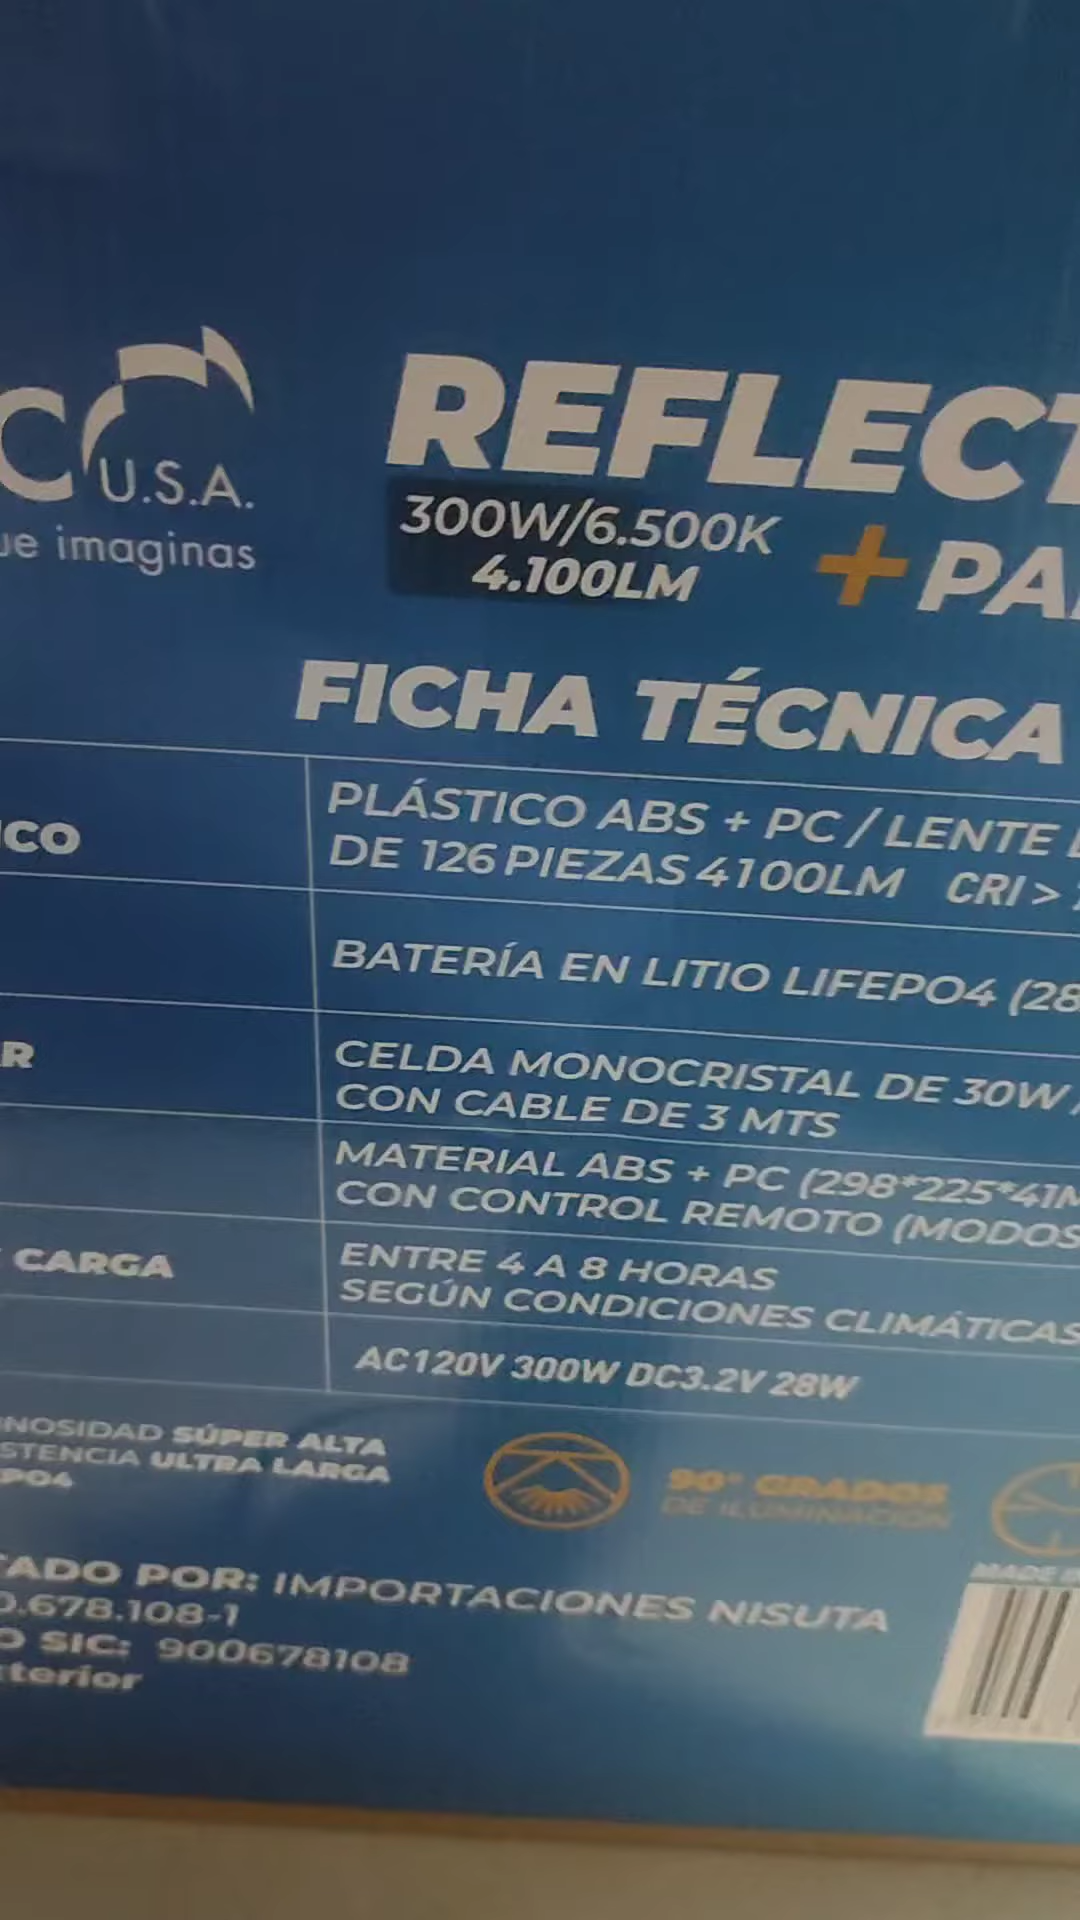 C U.S.A.
ue imaginas
REFLECT
300W/6.500K
4.100LM
+ PA
FICHA TÉCNICA
ICO
PLÁSTICO ABS + PC / LENTE
DE 126 PIEZAS 4100LM CRI >
BATERÍA EN LITIO LIFEPO4 (28
R
CELDA MONOCRISTAL DE 30W /
CON CABLE DE 3 MTS
MATERIAL ABS + PC (298*225*41M
CON CONTROL REMOTO (MODOS
CARGA
ENTRE 4 A 8 HORAS
SEGÚN CONDICIONES CLIMÁTICAS
AC120V 300W DC3.2V 28W
INOSIDAD SÚPER ALTA
STENCIA ULTRA LARGA
EPO4
90° GRADOS
DE ILUMINACIÓN
MADE I
TADO POR: IMPORTACIONES NISUTA
0.678.108-1
O SIC: 900678108
xterior